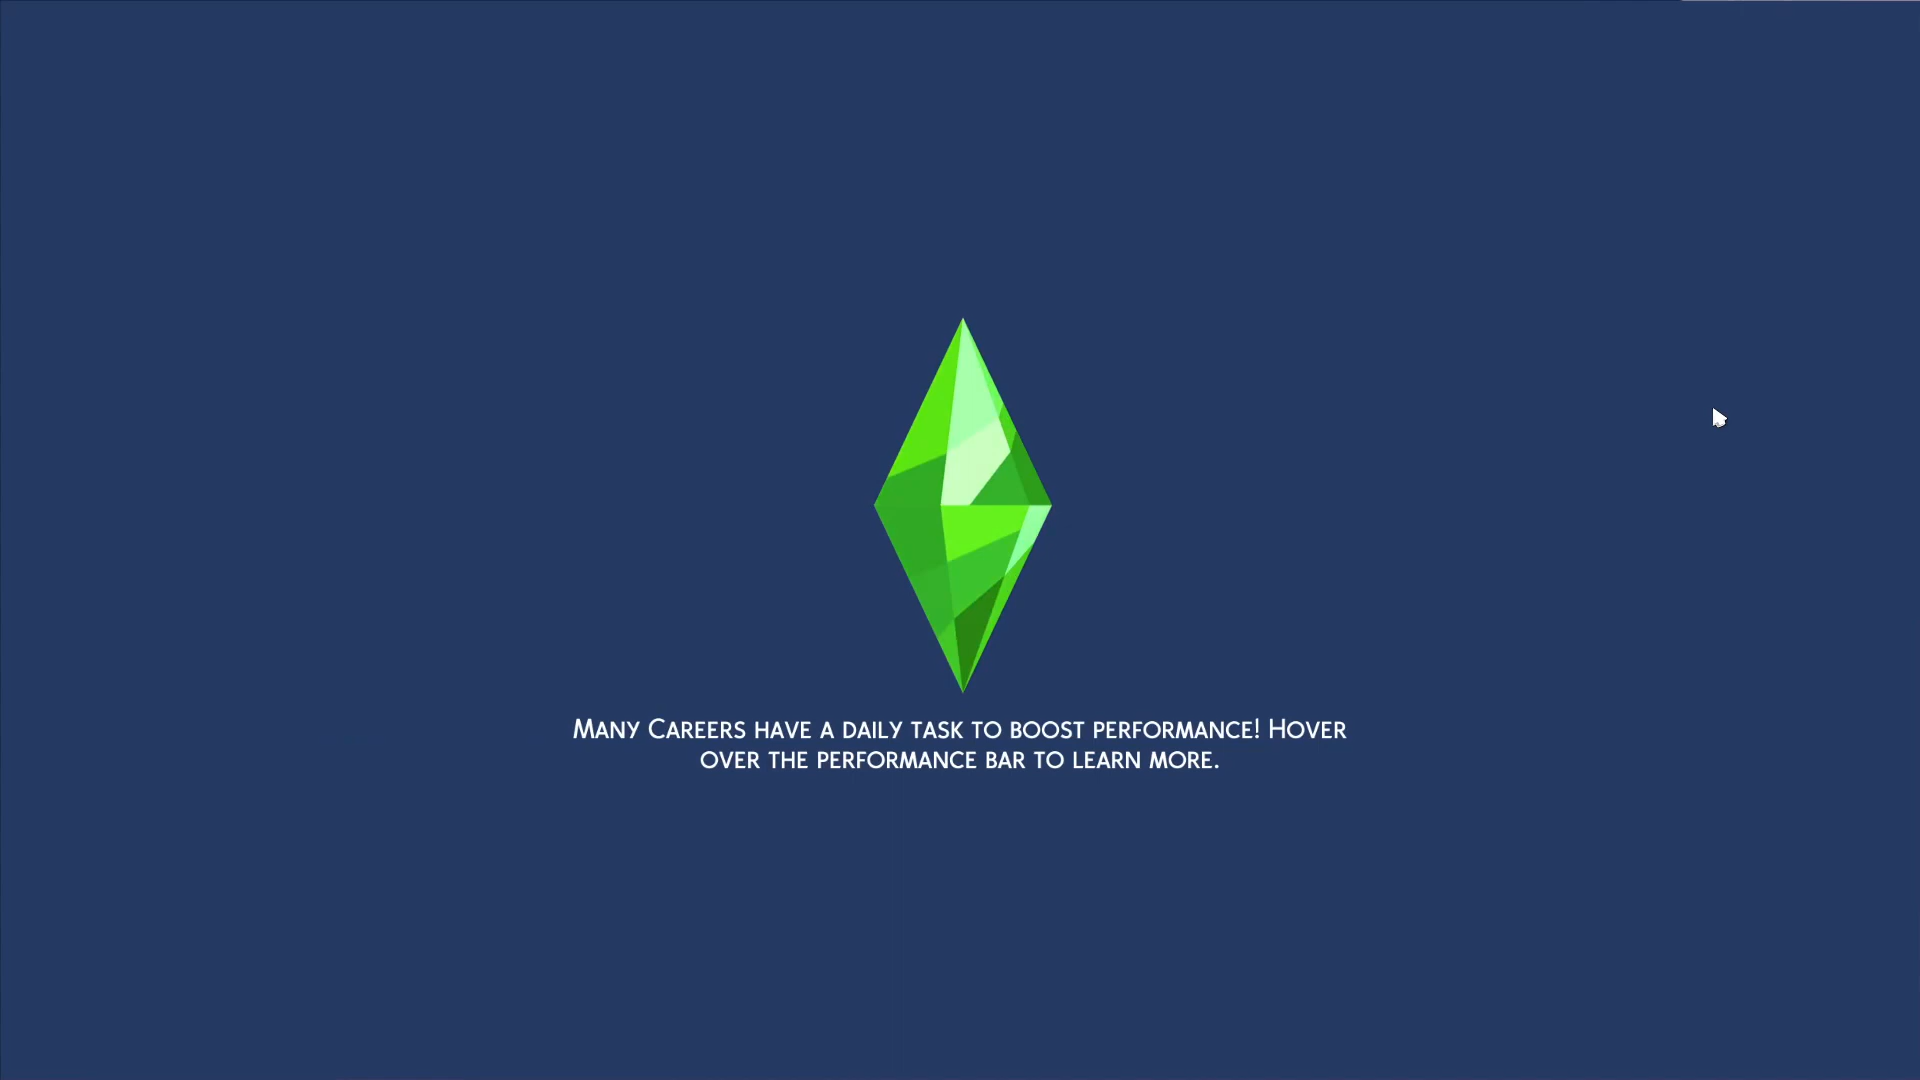 Many Careers have a daily task to boost performance! Hover
over the performance bar to learn more.